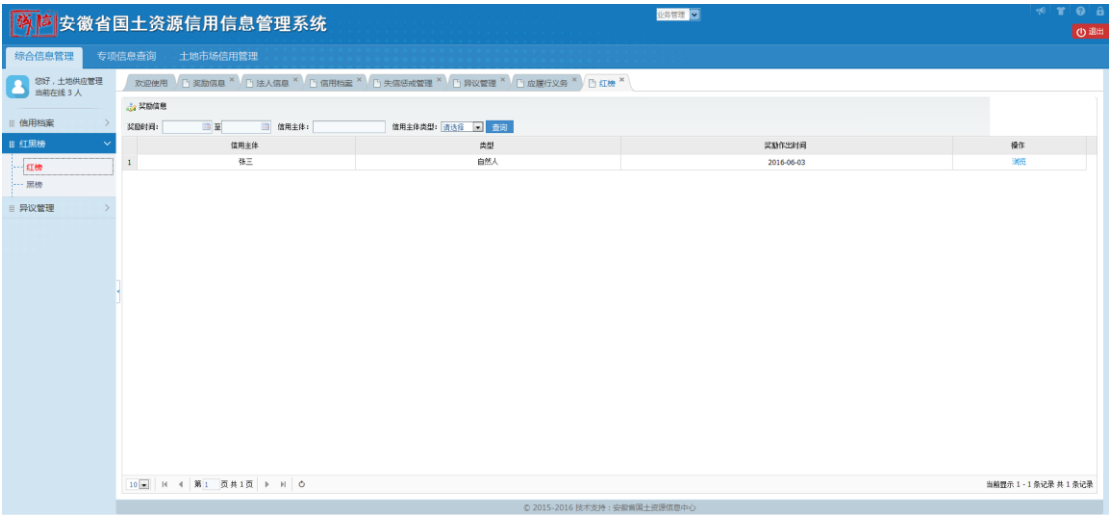 诚信 安徽省国土资源信用信息管理系统
业务管理
退出
综合信息管理 专项信息查询 土地市场信用管理
您好，土地供应管理
当前在线 3 人
欢迎使用 奖励信息 法人信息 信用档案 失信惩戒管理 异议管理 应履行义务 红榜
信用档案
红黑榜
红榜
黑榜
异议管理
奖励信息
奖励时间： 至 信用主体： 信用主体类型： 请选择 查询
信用主体 类型 奖励作出时间 操作
1 张三 自然人 2016-06-03 浏览
10 第 1 页 共 1 页 当前显示 1 - 1 条记录 共 1 条记录
© 2015-2016 技术支持：安徽省国土资源信息中心